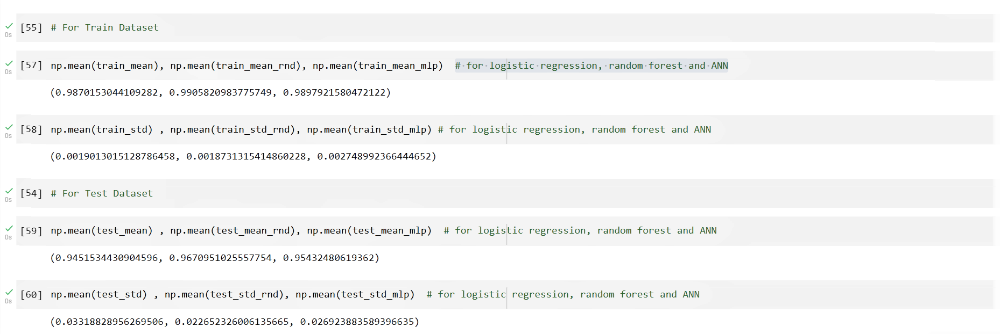 [55] # For Train Dataset
0s
[57] np.mean(train_mean), np.mean(train_mean_rnd), np.mean(train_mean_mlp) # for logistic regression, random forest and ANN
0s
(0.9870153044109282, 0.9905820983775749, 0.9897921580472122)
[58] np.mean(train_std) , np.mean(train_std_rnd), np.mean(train_std_mlp) # for logistic regression, random forest and ANN
0s
(0.0019013015128786458, 0.0018731315414860228, 0.002748992366444652)
[54] # For Test Dataset
0s
[59] np.mean(test_mean) , np.mean(test_mean_rnd), np.mean(test_mean_mlp) # for logistic regression, random forest and ANN
0s
(0.9451534430904596, 0.9670951025557754, 0.95432480619362)
[60] np.mean(test_std) , np.mean(test_std_rnd), np.mean(test_std_mlp) # for logistic regression, random forest and ANN
0s
(0.03318828956269506, 0.022652326006135665, 0.026923883589396635)